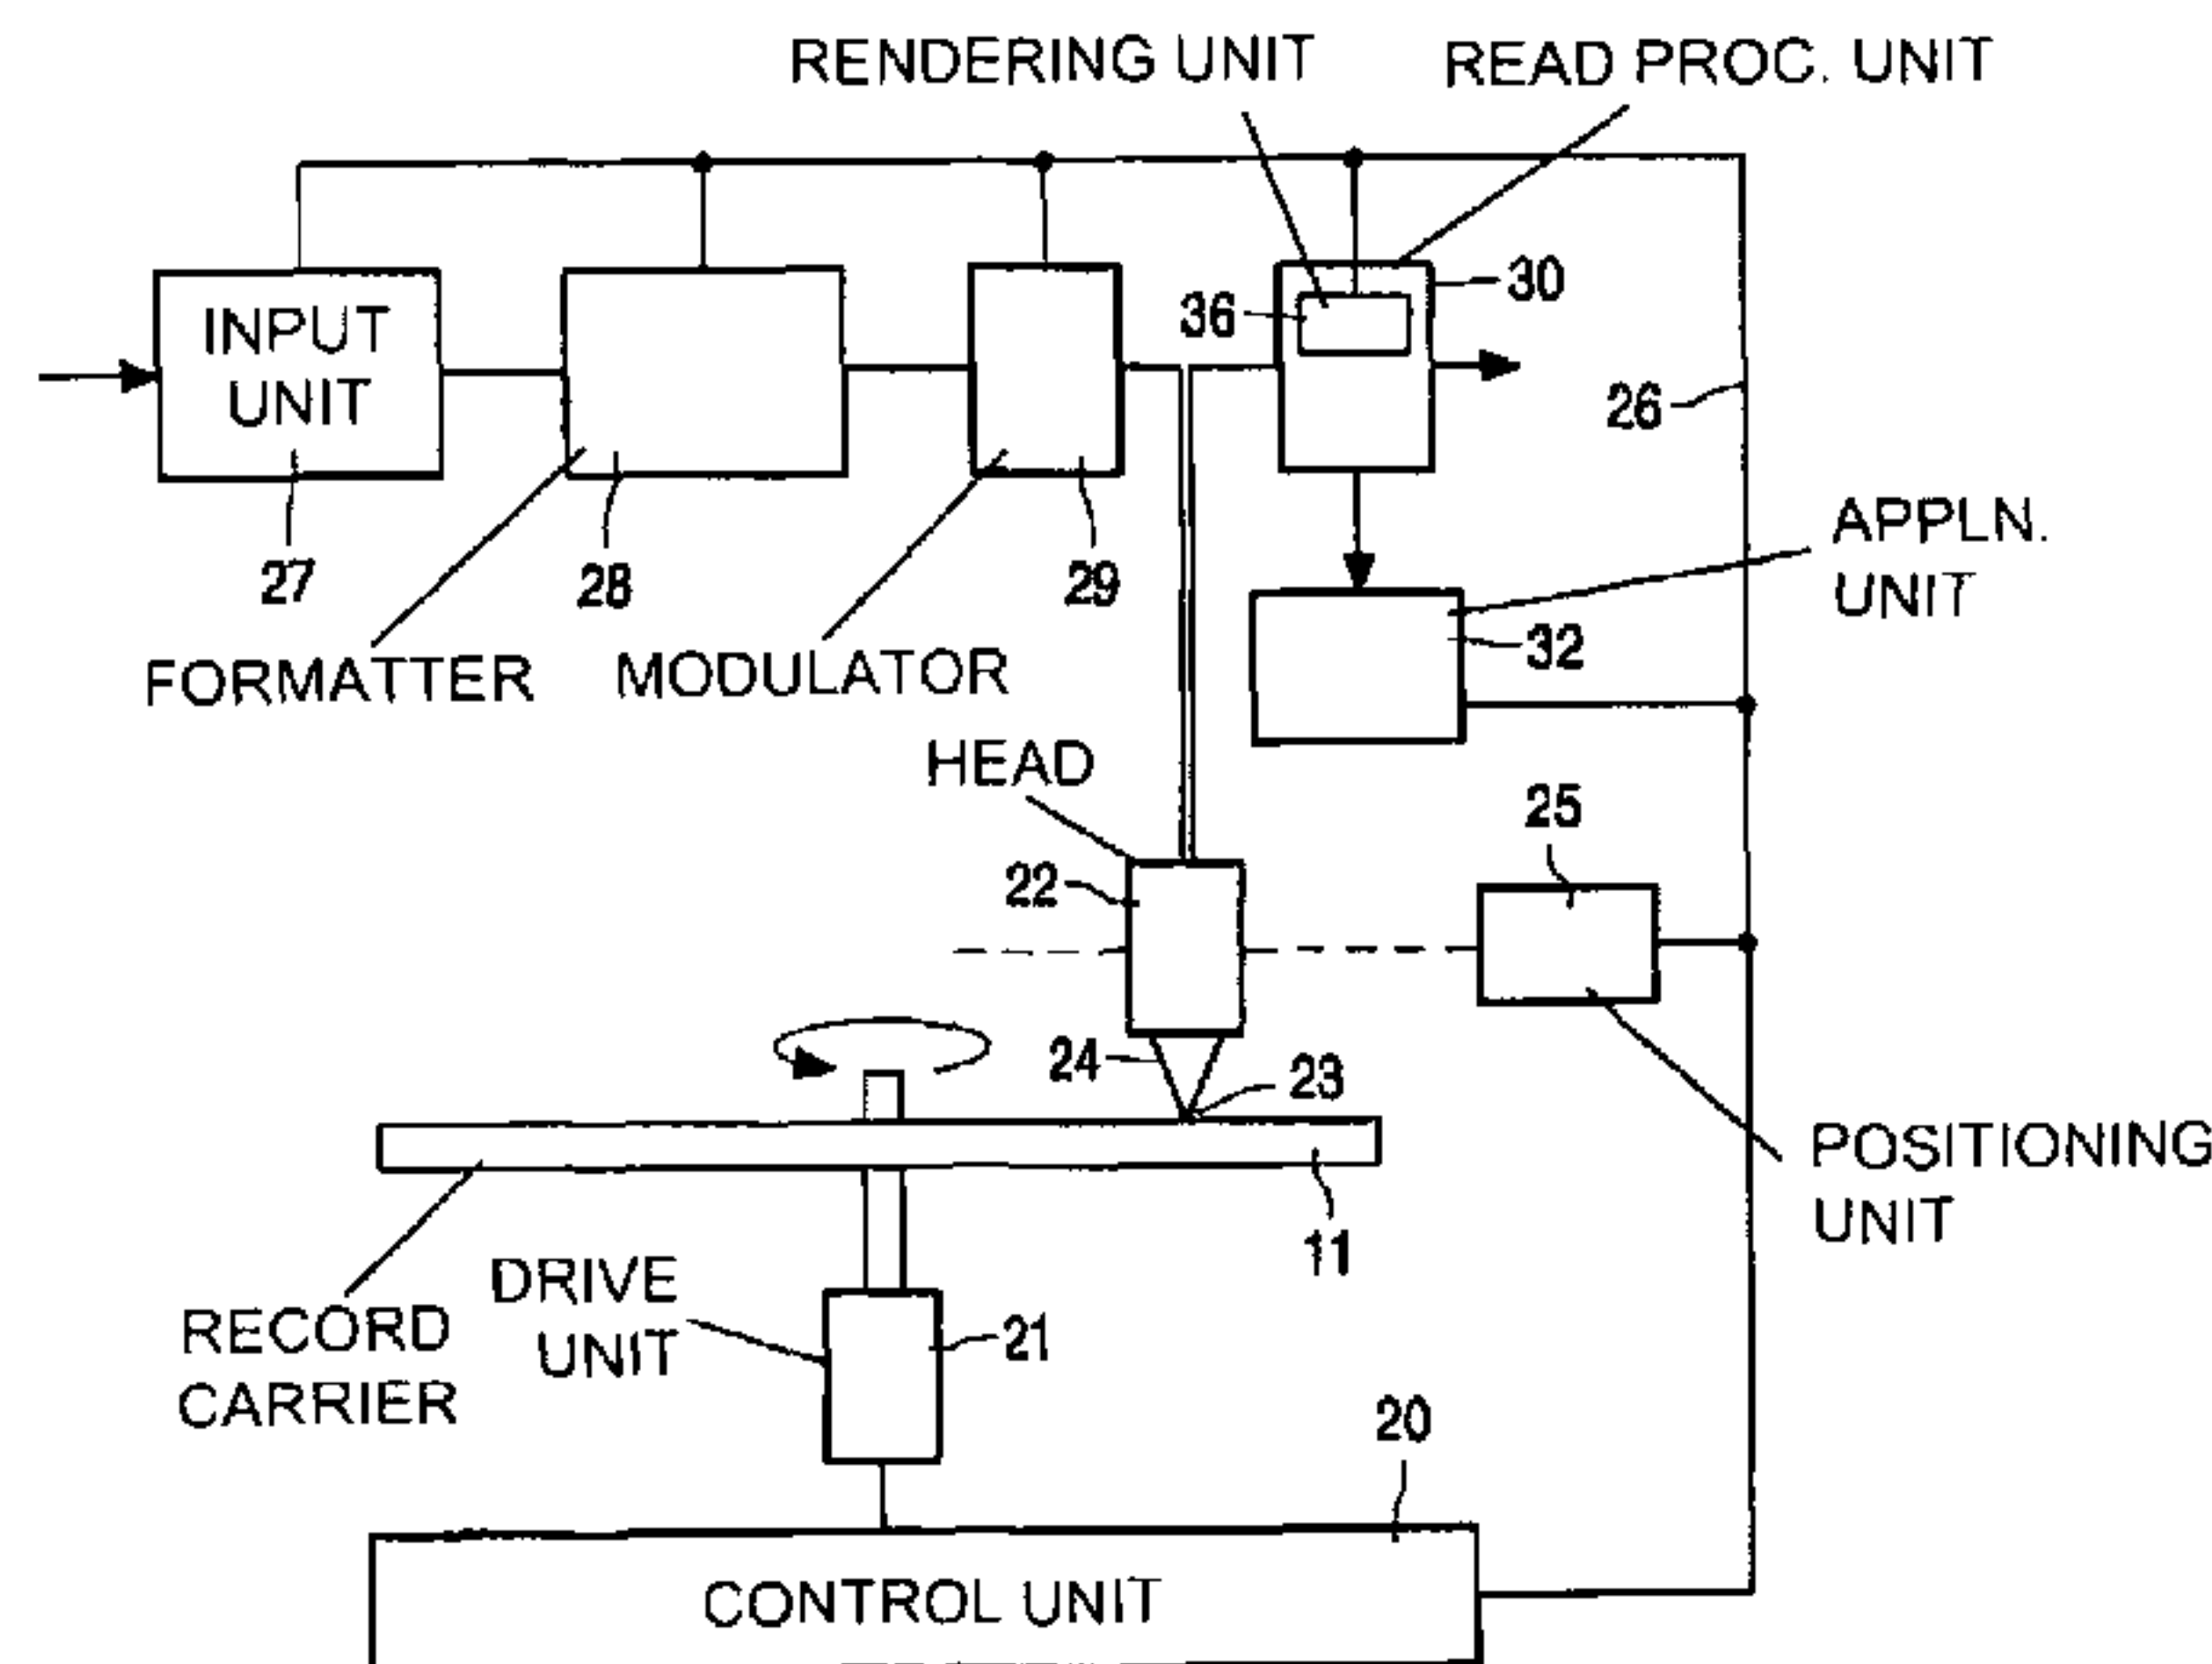 RENDERING UNIT
READ PROC. UNIT
INPUT
UNIT
36
30
26
27
28
29
APPLN.
UNIT
32
FORMATTER
MODULATOR
HEAD
25
22
24
23
POSITIONING
UNIT
11
DRIVE
UNIT
21
RECORD
CARRIER
20
CONTROL UNIT